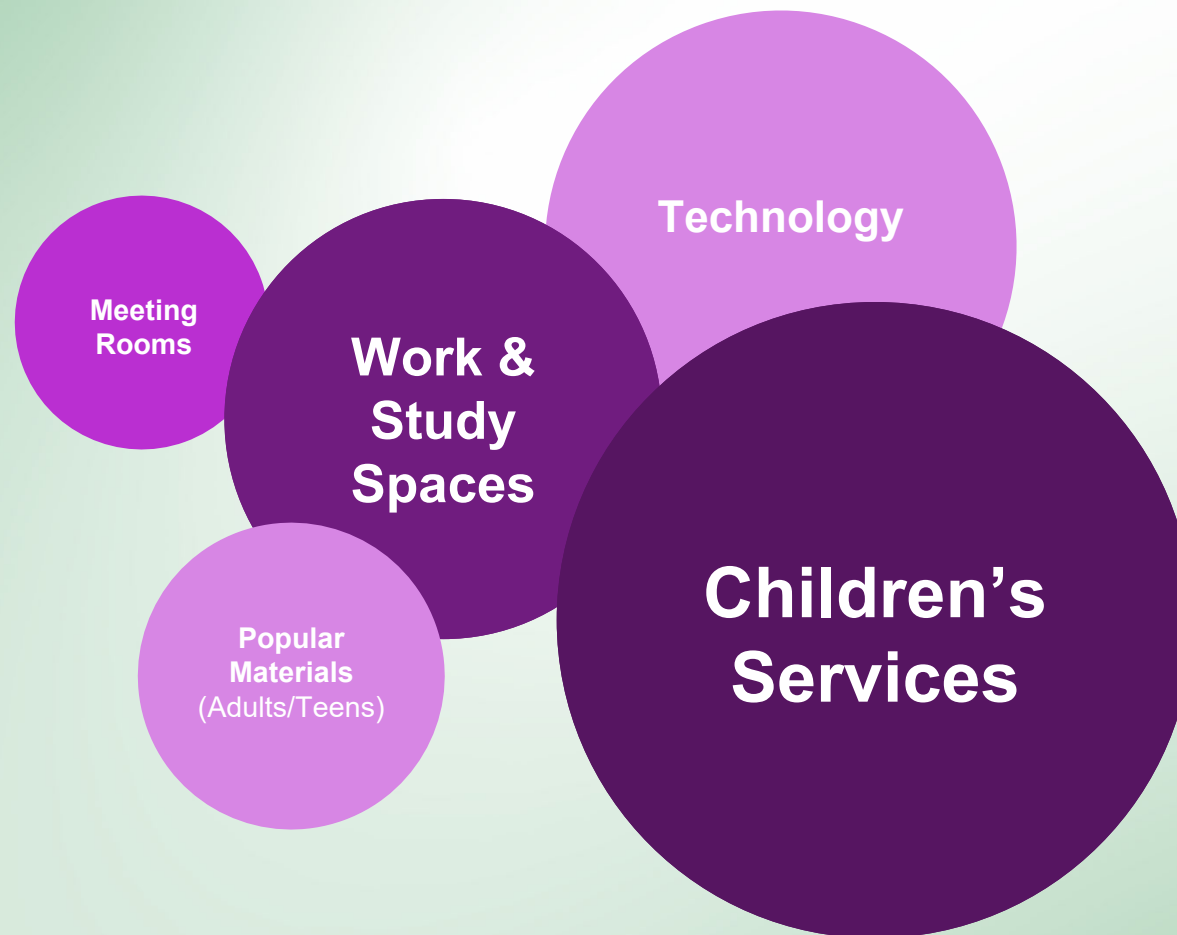 Technology
Meeting
Rooms
Work &
Study
Spaces
Children’s
Services
Popular
Materials
(Adults/Teens)